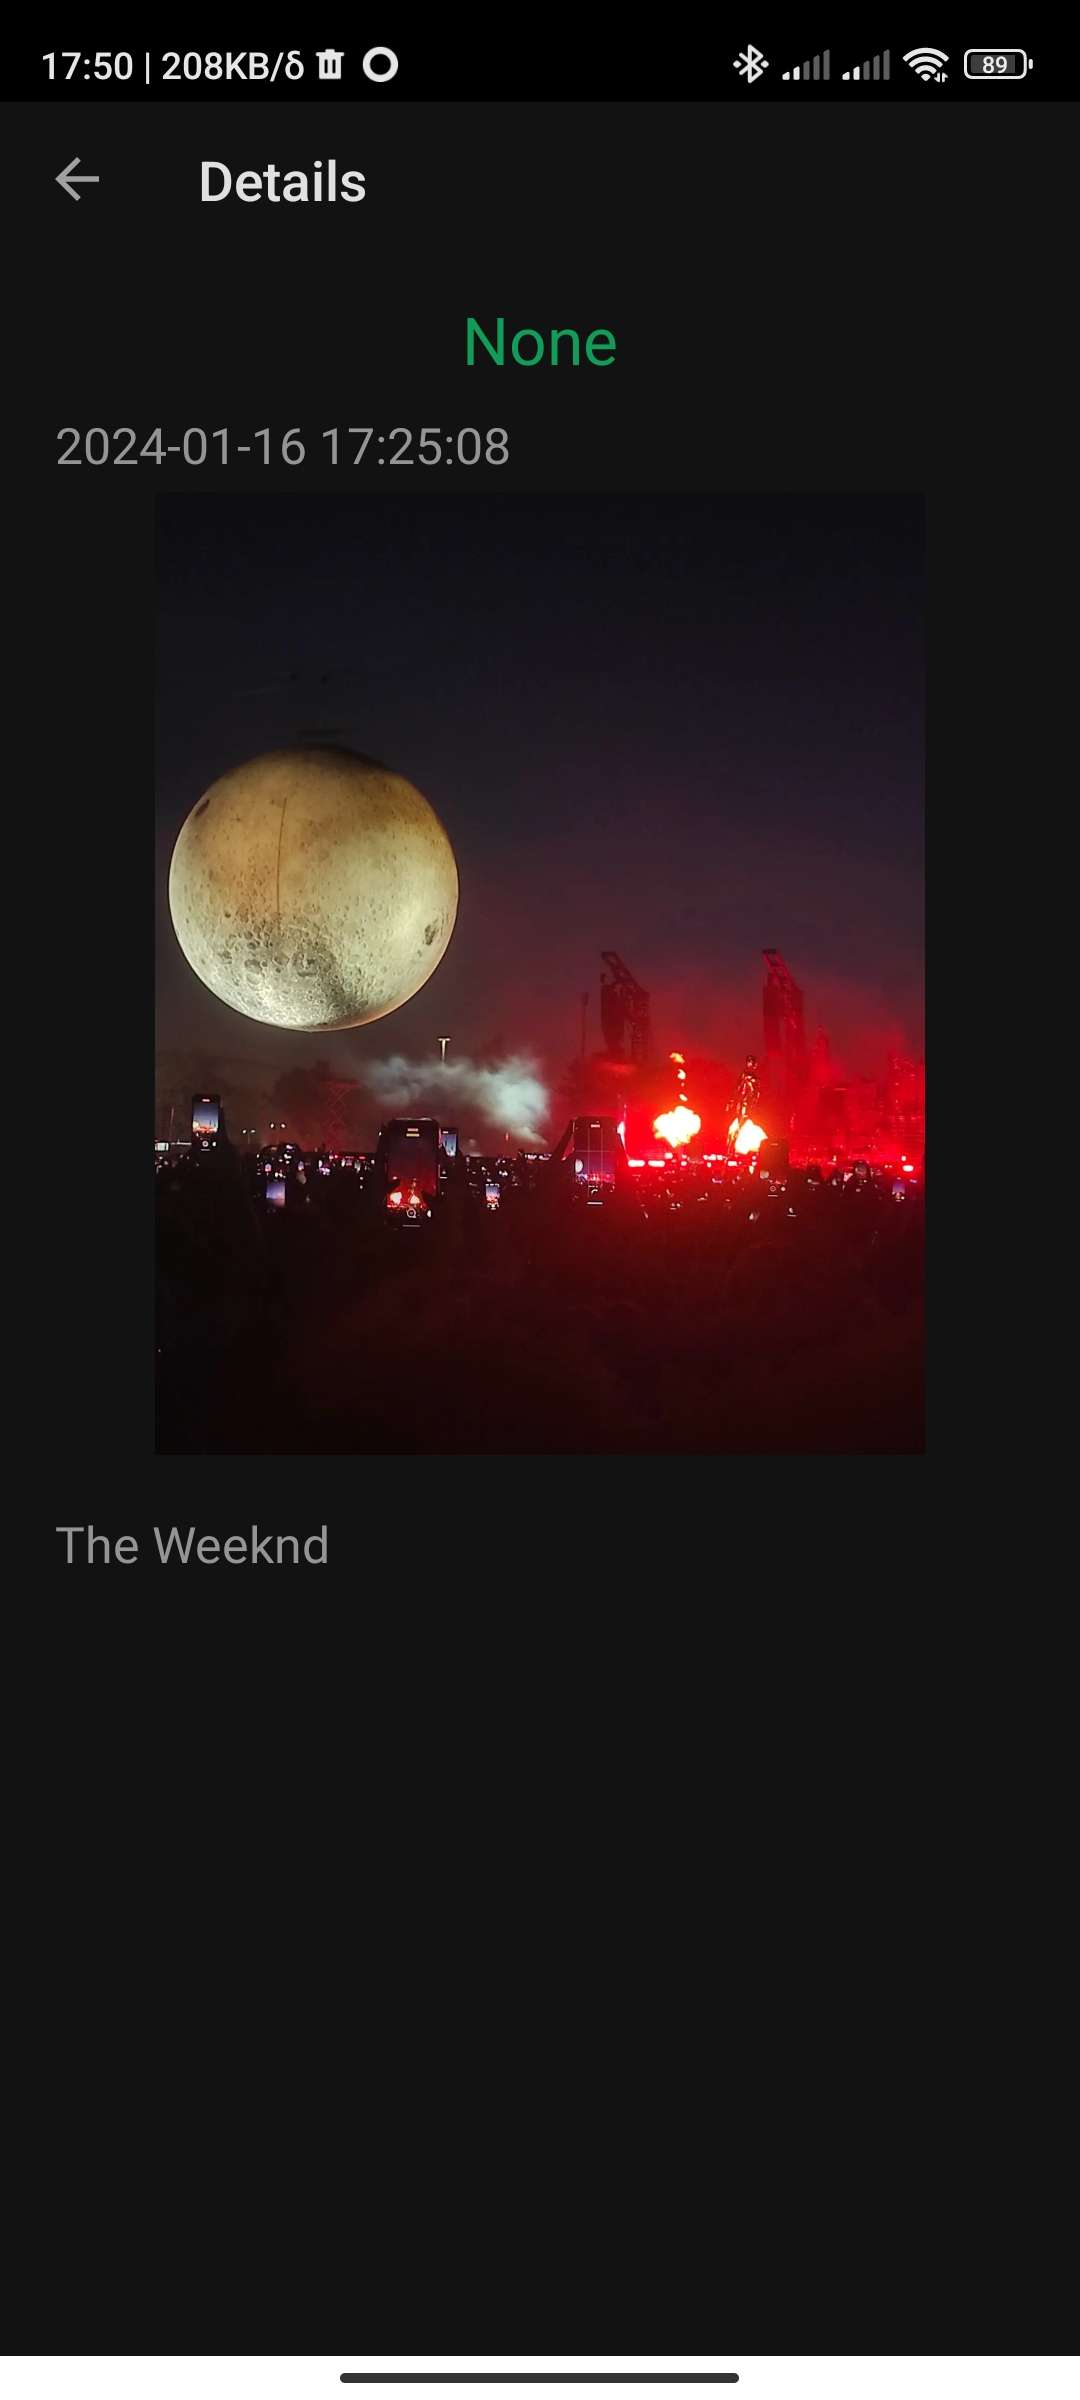 17:50 | 208KB/δ
89
Details
None
2024-01-16 17:25:08
The Weeknd